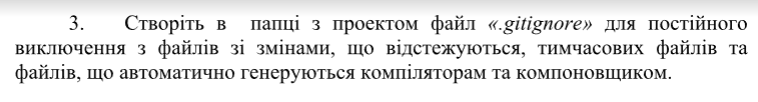 3. Створіть в папці з проектом файл «.gitignore» для постійного
виключення з файлів зі змінами, що відстежуються, тимчасових файлів та
файлів, що автоматично генеруються компіляторам та компоновщиком.